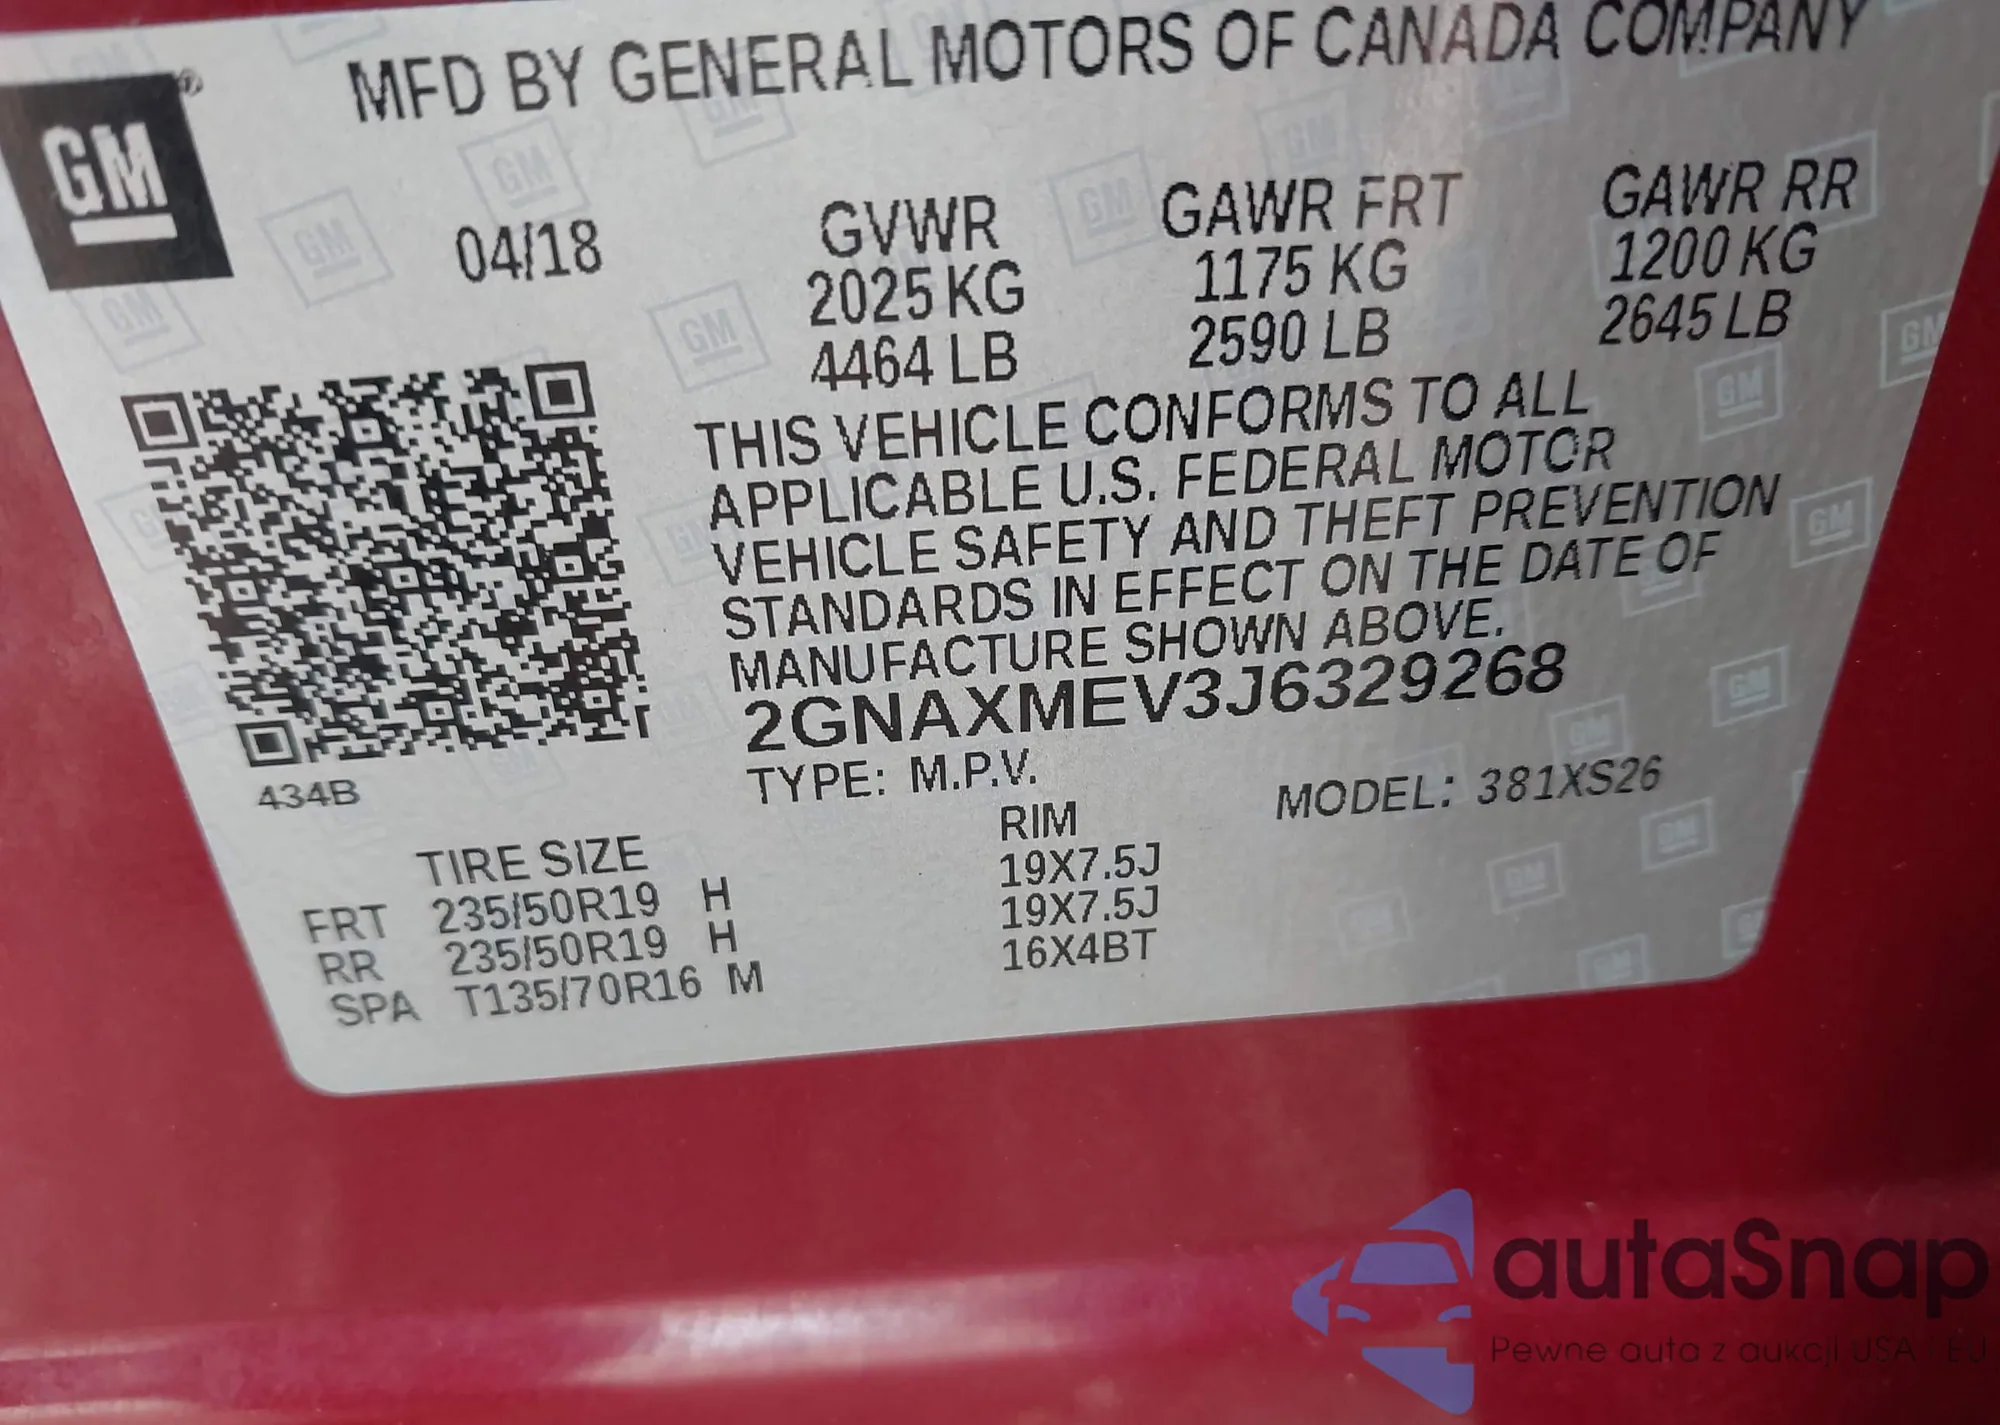 MFD BY GENERAL MOTORS OF CANADA COMPANY
GM
®
04/18
GVWR
2025 KG
4464 LB
GAWR FRT
1175 KG
2590 LB
GAWR RR
1200 KG
2645 LB
THIS VEHICLE CONFORMS TO ALL
APPLICABLE U.S. FEDERAL MOTOR
VEHICLE SAFETY AND THEFT PREVENTION
STANDARDS IN EFFECT ON THE DATE OF
MANUFACTURE SHOWN ABOVE.
2GNAXMEV3J6329268
434B
TYPE: M.P.V.
MODEL: 381XS26
TIRE SIZE RIM
FRT 235/50R19 H 19X7.5J
RR 235/50R19 H 19X7.5J
SPA T135/70R16 M 16X4BT
autaSnap
Pewne auta z aukcji USA i EU